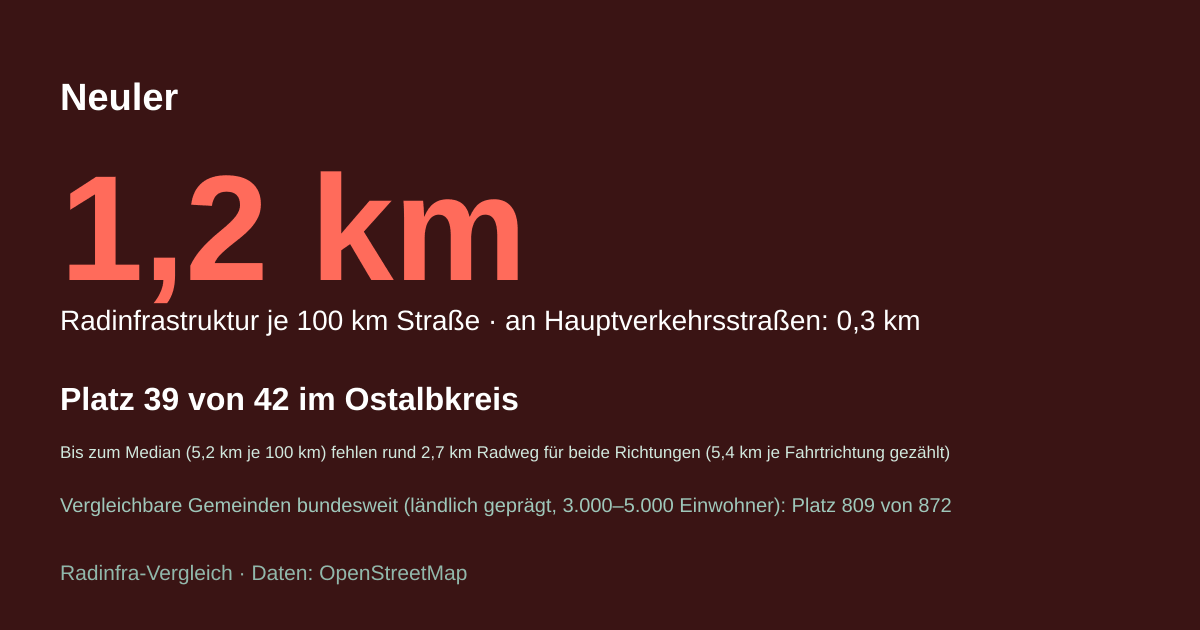 Neuler
1,2 km
Radinfrastruktur je 100 km Straße · an Hauptverkehrsstraßen: 0,3 km
Platz 39 von 42 im Ostalbkreis
Bis zum Median (5,2 km je 100 km) fehlen rund 2,7 km Radweg für beide Richtungen (5,4 km je Fahrtrichtung gezählt)
Vergleichbare Gemeinden bundesweit (ländlich geprägt, 3.000–5.000 Einwohner): Platz 809 von 872
Radinfra-Vergleich · Daten: OpenStreetMap